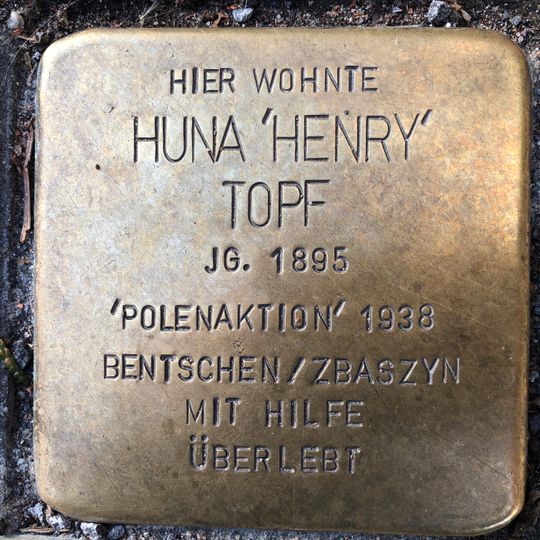 HIER WOHNTE
HUNA 'HENRY'
TOPF
JG. 1895
'POLENAKTION' 1938
BENTSCHEN/ZBASZYN
MIT HILFE
ÜBERLEBT